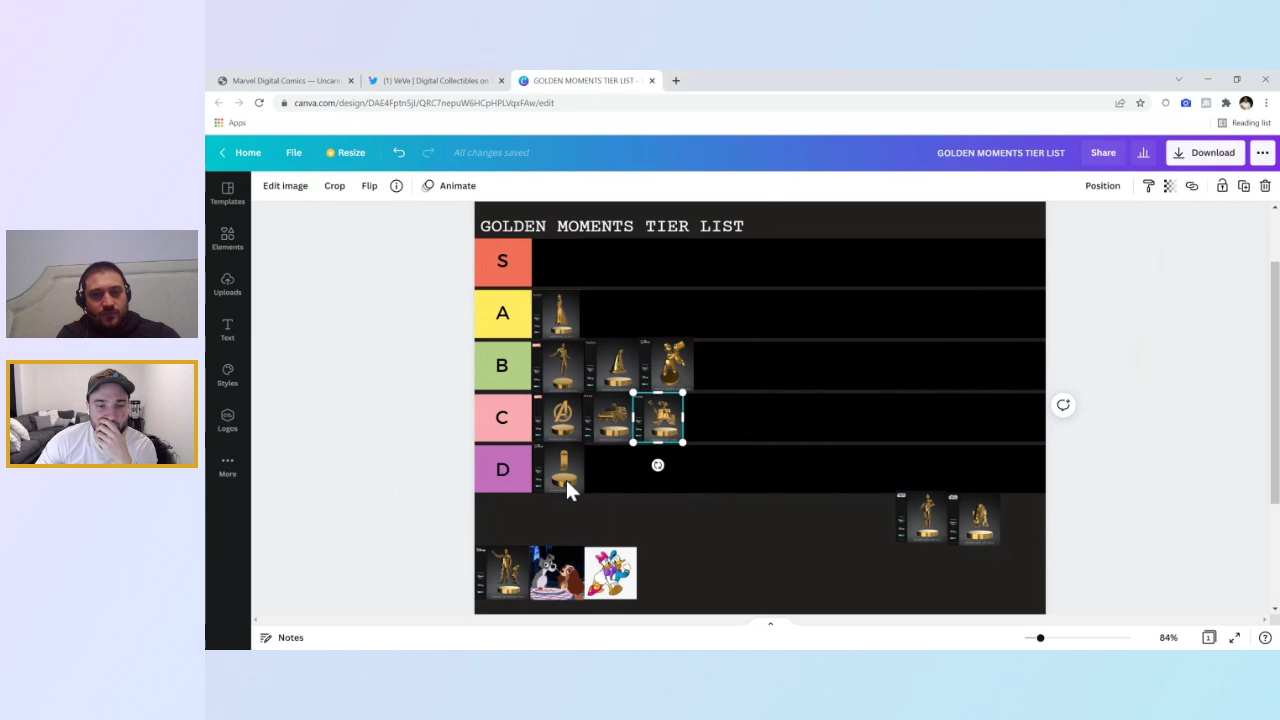 Marvel Digital Comics — Uncan
(1) VeVe | Digital Collectibles on
GOLDEN MOMENTS TIER LIST -
canva.com/design/DAE4Fptn5jI/QRC7nepuW6HCpHPLVqxFAw/edit
Apps
Reading list
Home
File
Resize
All changes saved
GOLDEN MOMENTS TIER LIST
Share
Download
Edit image
Crop
Flip
Animate
Position
Templates
Elements
Uploads
Text
Styles
Logos
More
GOLDEN MOMENTS TIER LIST
S
A
B
C
D
Notes
84%
1